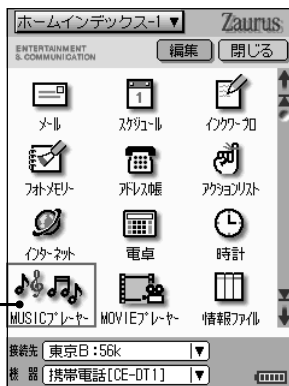 ホームインデックス-1 ▼ Zaurus
ENTERTAINMENT & COMMUNICATION 編集 閉じる
メール スケジュール インクワープロ
フォトメモリー アドレス帳 アクションリスト
インターネット 電卓 時計
MUSICプレーヤー MOVIEプレーヤー 情報ファイル
接続先 東京B:56k ▼
機 器 携帯電話[CE-DT1] ▼